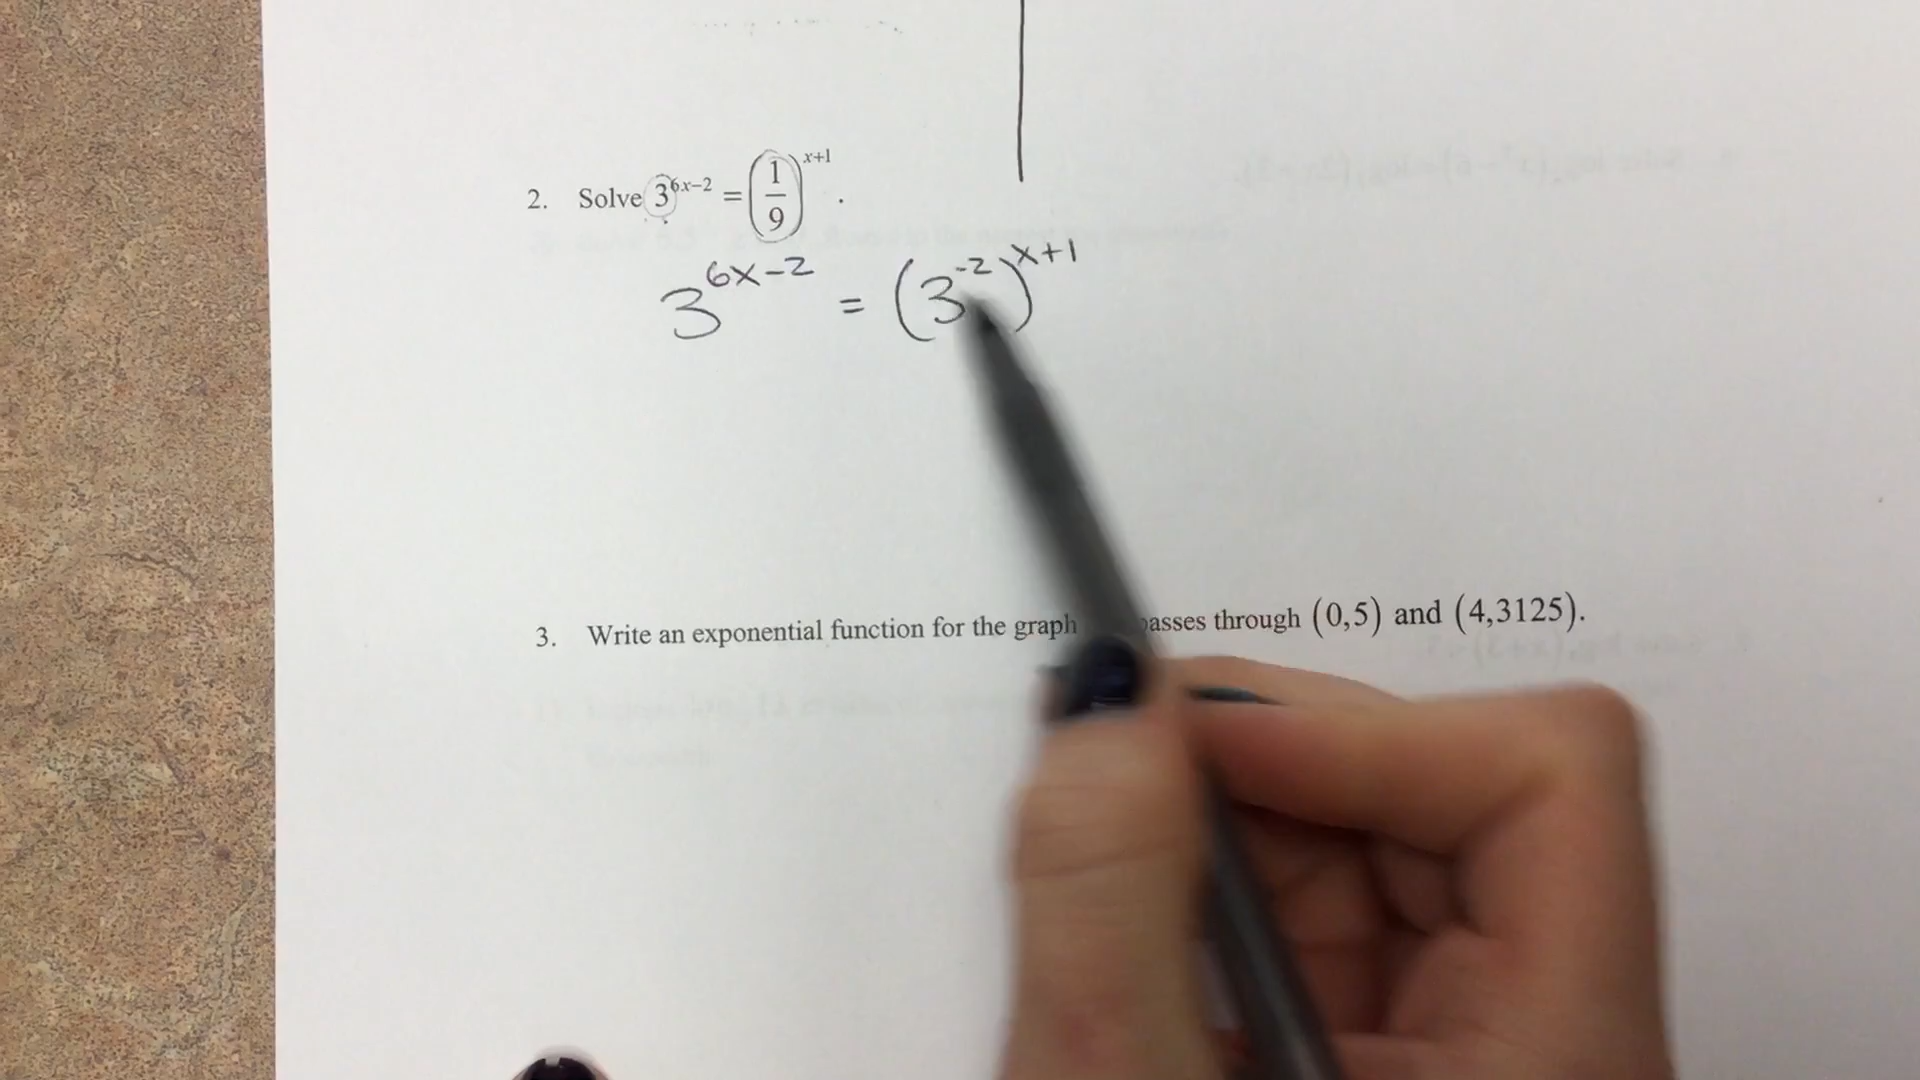 2. Solve 3^{6x-2} = (1/9)^{x+1}.
3^{6x-2} = (3^{-2})^{x+1}
3. Write an exponential function for the graph passes through (0,5) and (4,3125).